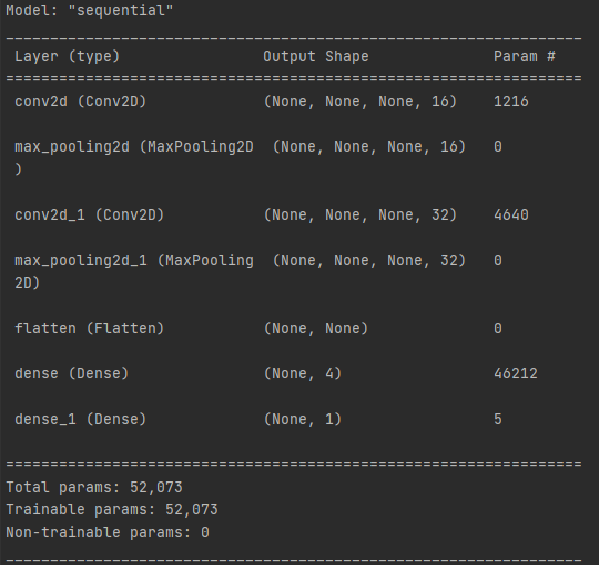 Model: "sequential"
_________________________________________________________________
Layer (type) Output Shape Param #
=================================================================
conv2d (Conv2D) (None, None, None, 16) 1216
max_pooling2d (MaxPooling2D (None, None, None, 16) 0
)
conv2d_1 (Conv2D) (None, None, None, 32) 4640
max_pooling2d_1 (MaxPooling (None, None, None, 32) 0
2D)
flatten (Flatten) (None, None) 0
dense (Dense) (None, 4) 46212
dense_1 (Dense) (None, 1) 5
=================================================================
Total params: 52,073
Trainable params: 52,073
Non-trainable params: 0
_________________________________________________________________